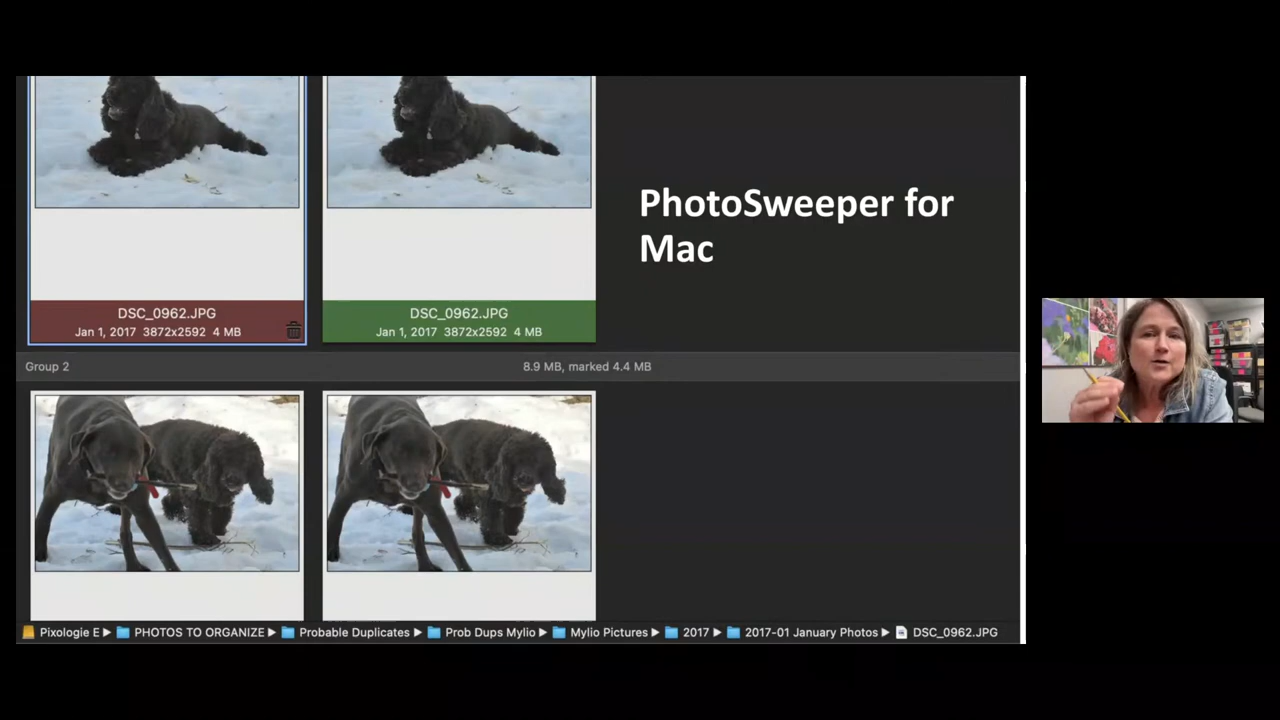 PhotoSweeper for
Mac
DSC_0962.JPG
Jan 1, 2017 3872x2592 4 MB
DSC_0962.JPG
Jan 1, 2017 3872x2592 4 MB
Group 2
8.9 MB, marked 4.4 MB
Pixologie E ▶ PHOTOS TO ORGANIZE ▶ Probable Duplicates ▶ Prob Dups Mylio ▶ Mylio Pictures ▶ 2017 ▶ 2017-01 January Photos ▶ DSC_0962.JPG